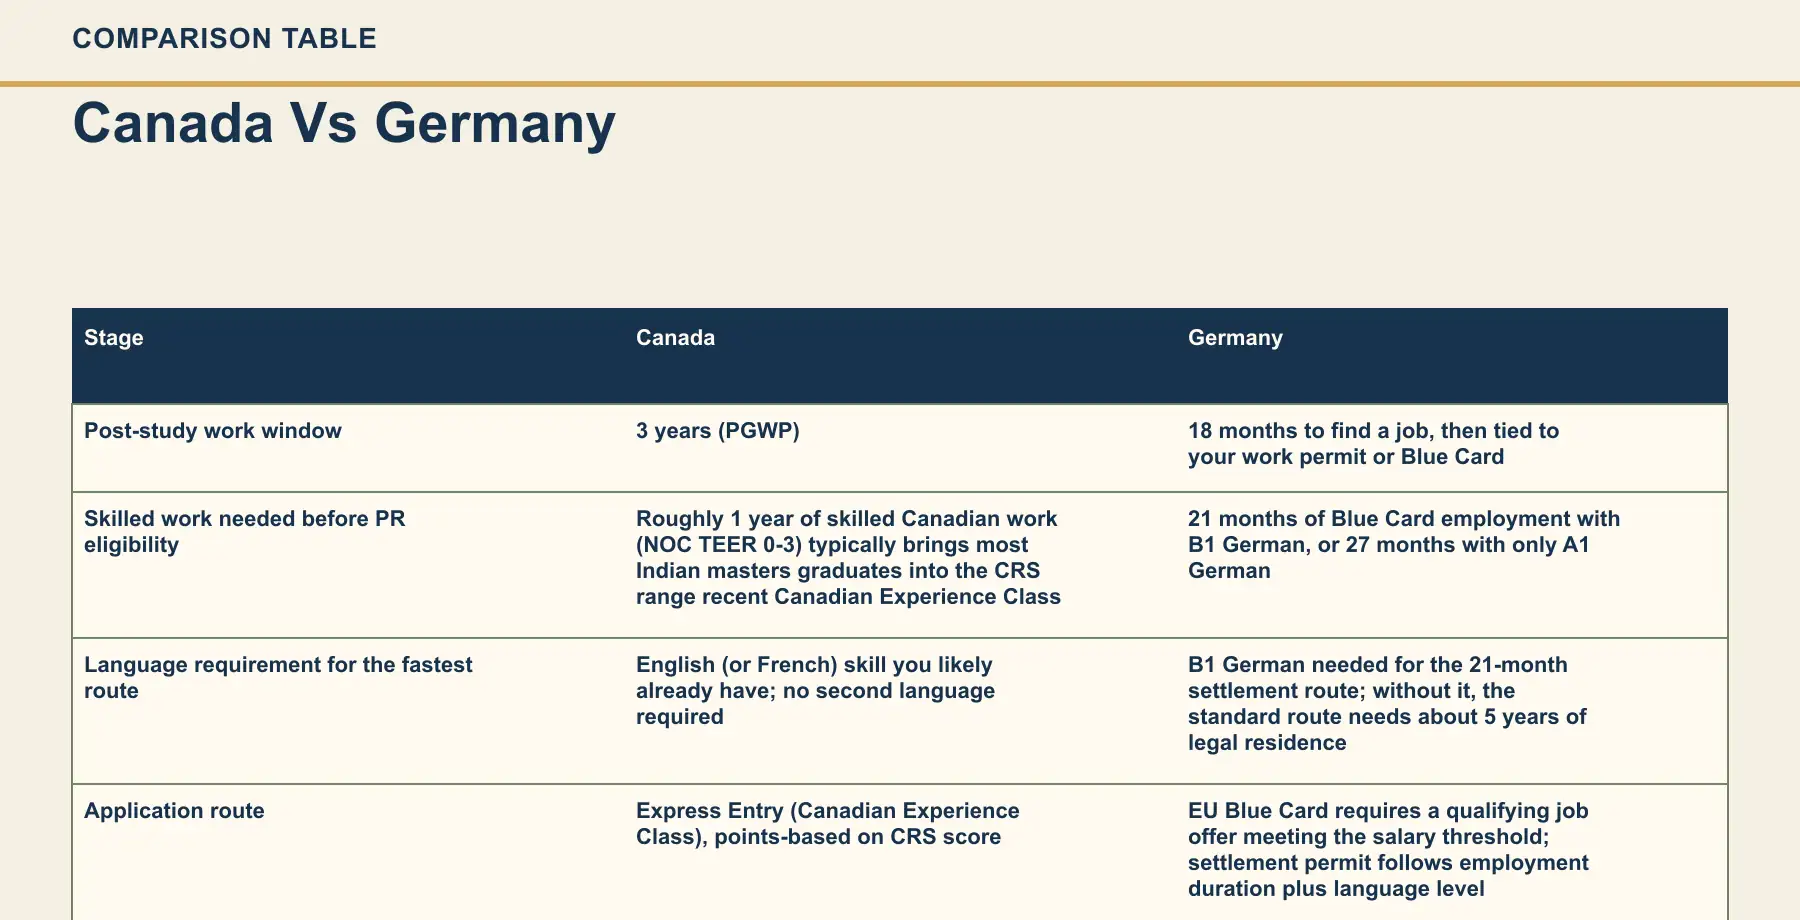 COMPARISON TABLE
Canada Vs Germany
Stage
Canada
Germany
Post-study work window
3 years (PGWP)
18 months to find a job, then tied to
your work permit or Blue Card
Skilled work needed before PR
eligibility
Roughly 1 year of skilled Canadian work
(NOC TEER 0-3) typically brings most
Indian masters graduates into the CRS
range recent Canadian Experience Class
21 months of Blue Card employment with
B1 German, or 27 months with only A1
German
Language requirement for the fastest
route
English (or French) skill you likely
already have; no second language
required
B1 German needed for the 21-month
settlement route; without it, the
standard route needs about 5 years of
legal residence
Application route
Express Entry (Canadian Experience
Class), points-based on CRS score
EU Blue Card requires a qualifying job
offer meeting the salary threshold;
settlement permit follows employment
duration plus language level